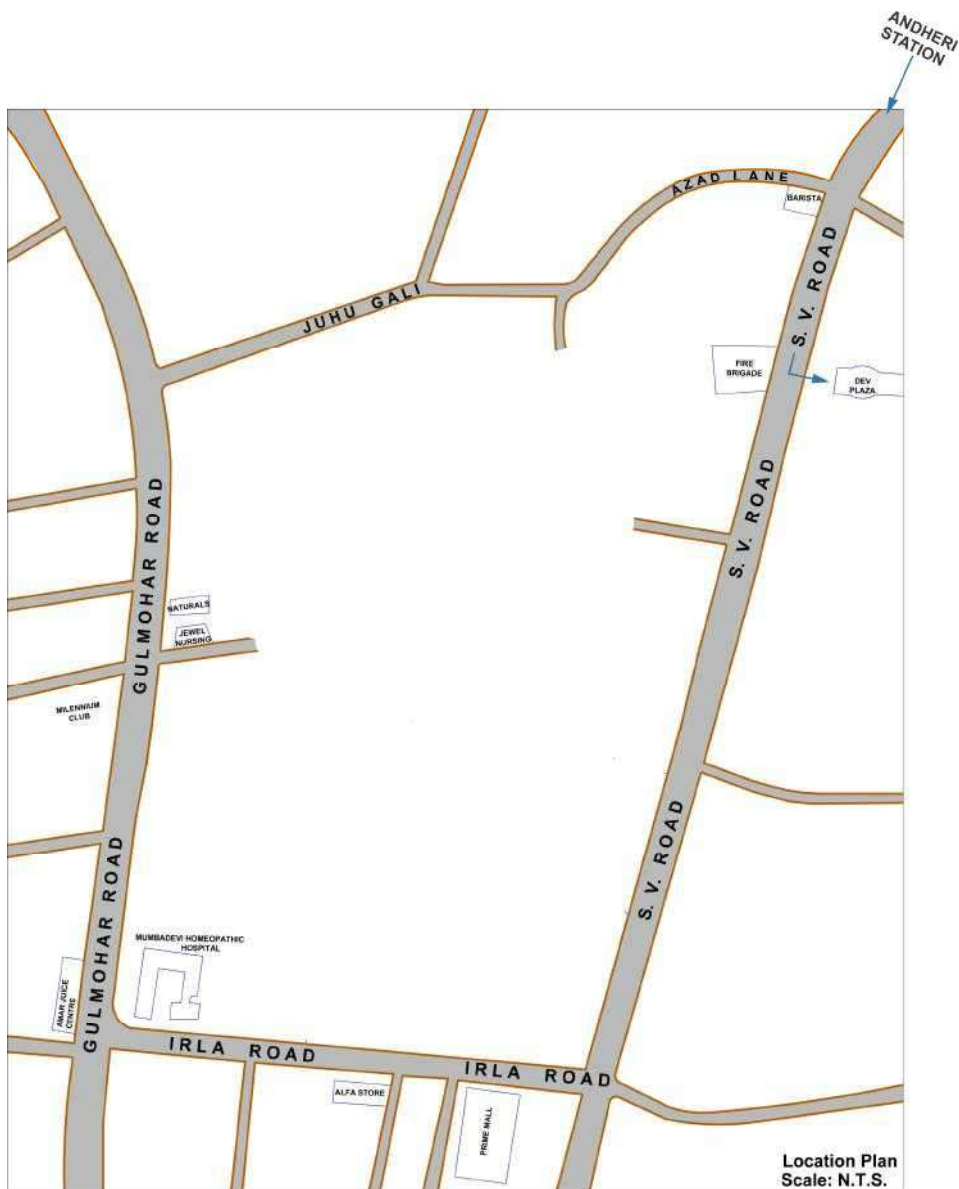 ANDHERI
STATION
AZAD LANE
BARISTA
S. V. ROAD
JUHU GALI
FIRE
BRIGADE
DEV
PLAZA
S. V. ROAD
GULMOHAR ROAD
NATURALS
JEWEL
NURSING
MILENNIUM
CLUB
S. V. ROAD
GULMOHAR ROAD
MUMBADEVI HOMEOPATHIC
HOSPITAL
AMAR JUICE
CENTRE
IRLA ROAD
IRLA ROAD
ALFA STORE
PRIME MALL
Location Plan
Scale: N.T.S.